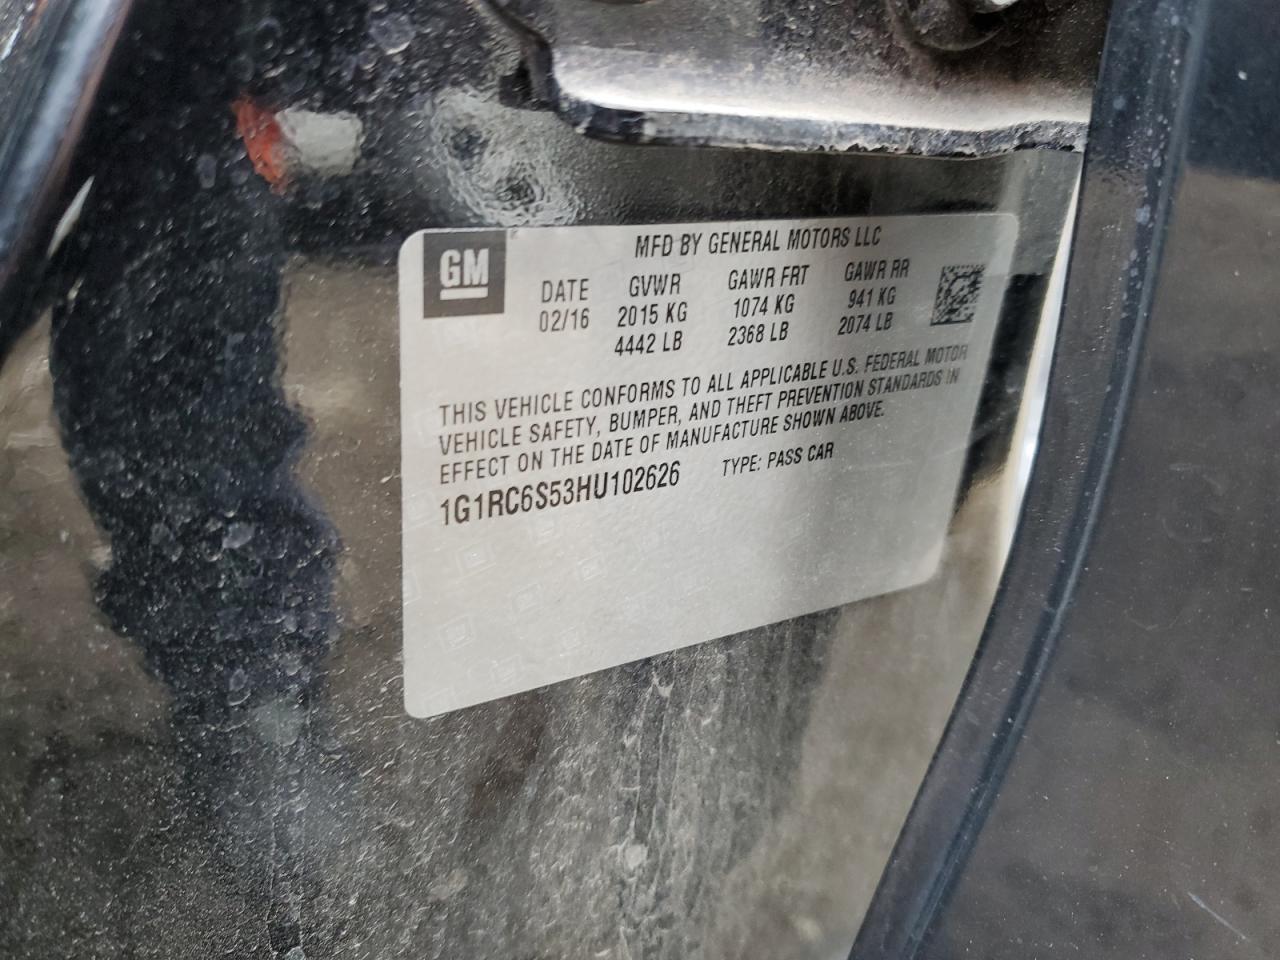 GM
MFD BY GENERAL MOTORS LLC
DATE GVWR GAWR FRT GAWR RR
02/16 2015 KG 1074 KG 941 KG
4442 LB 2368 LB 2074 LB
THIS VEHICLE CONFORMS TO ALL APPLICABLE U.S. FEDERAL MOTOR
VEHICLE SAFETY, BUMPER, AND THEFT PREVENTION STANDARDS IN
EFFECT ON THE DATE OF MANUFACTURE SHOWN ABOVE.
1G1RC6S53HU102626 TYPE: PASS CAR